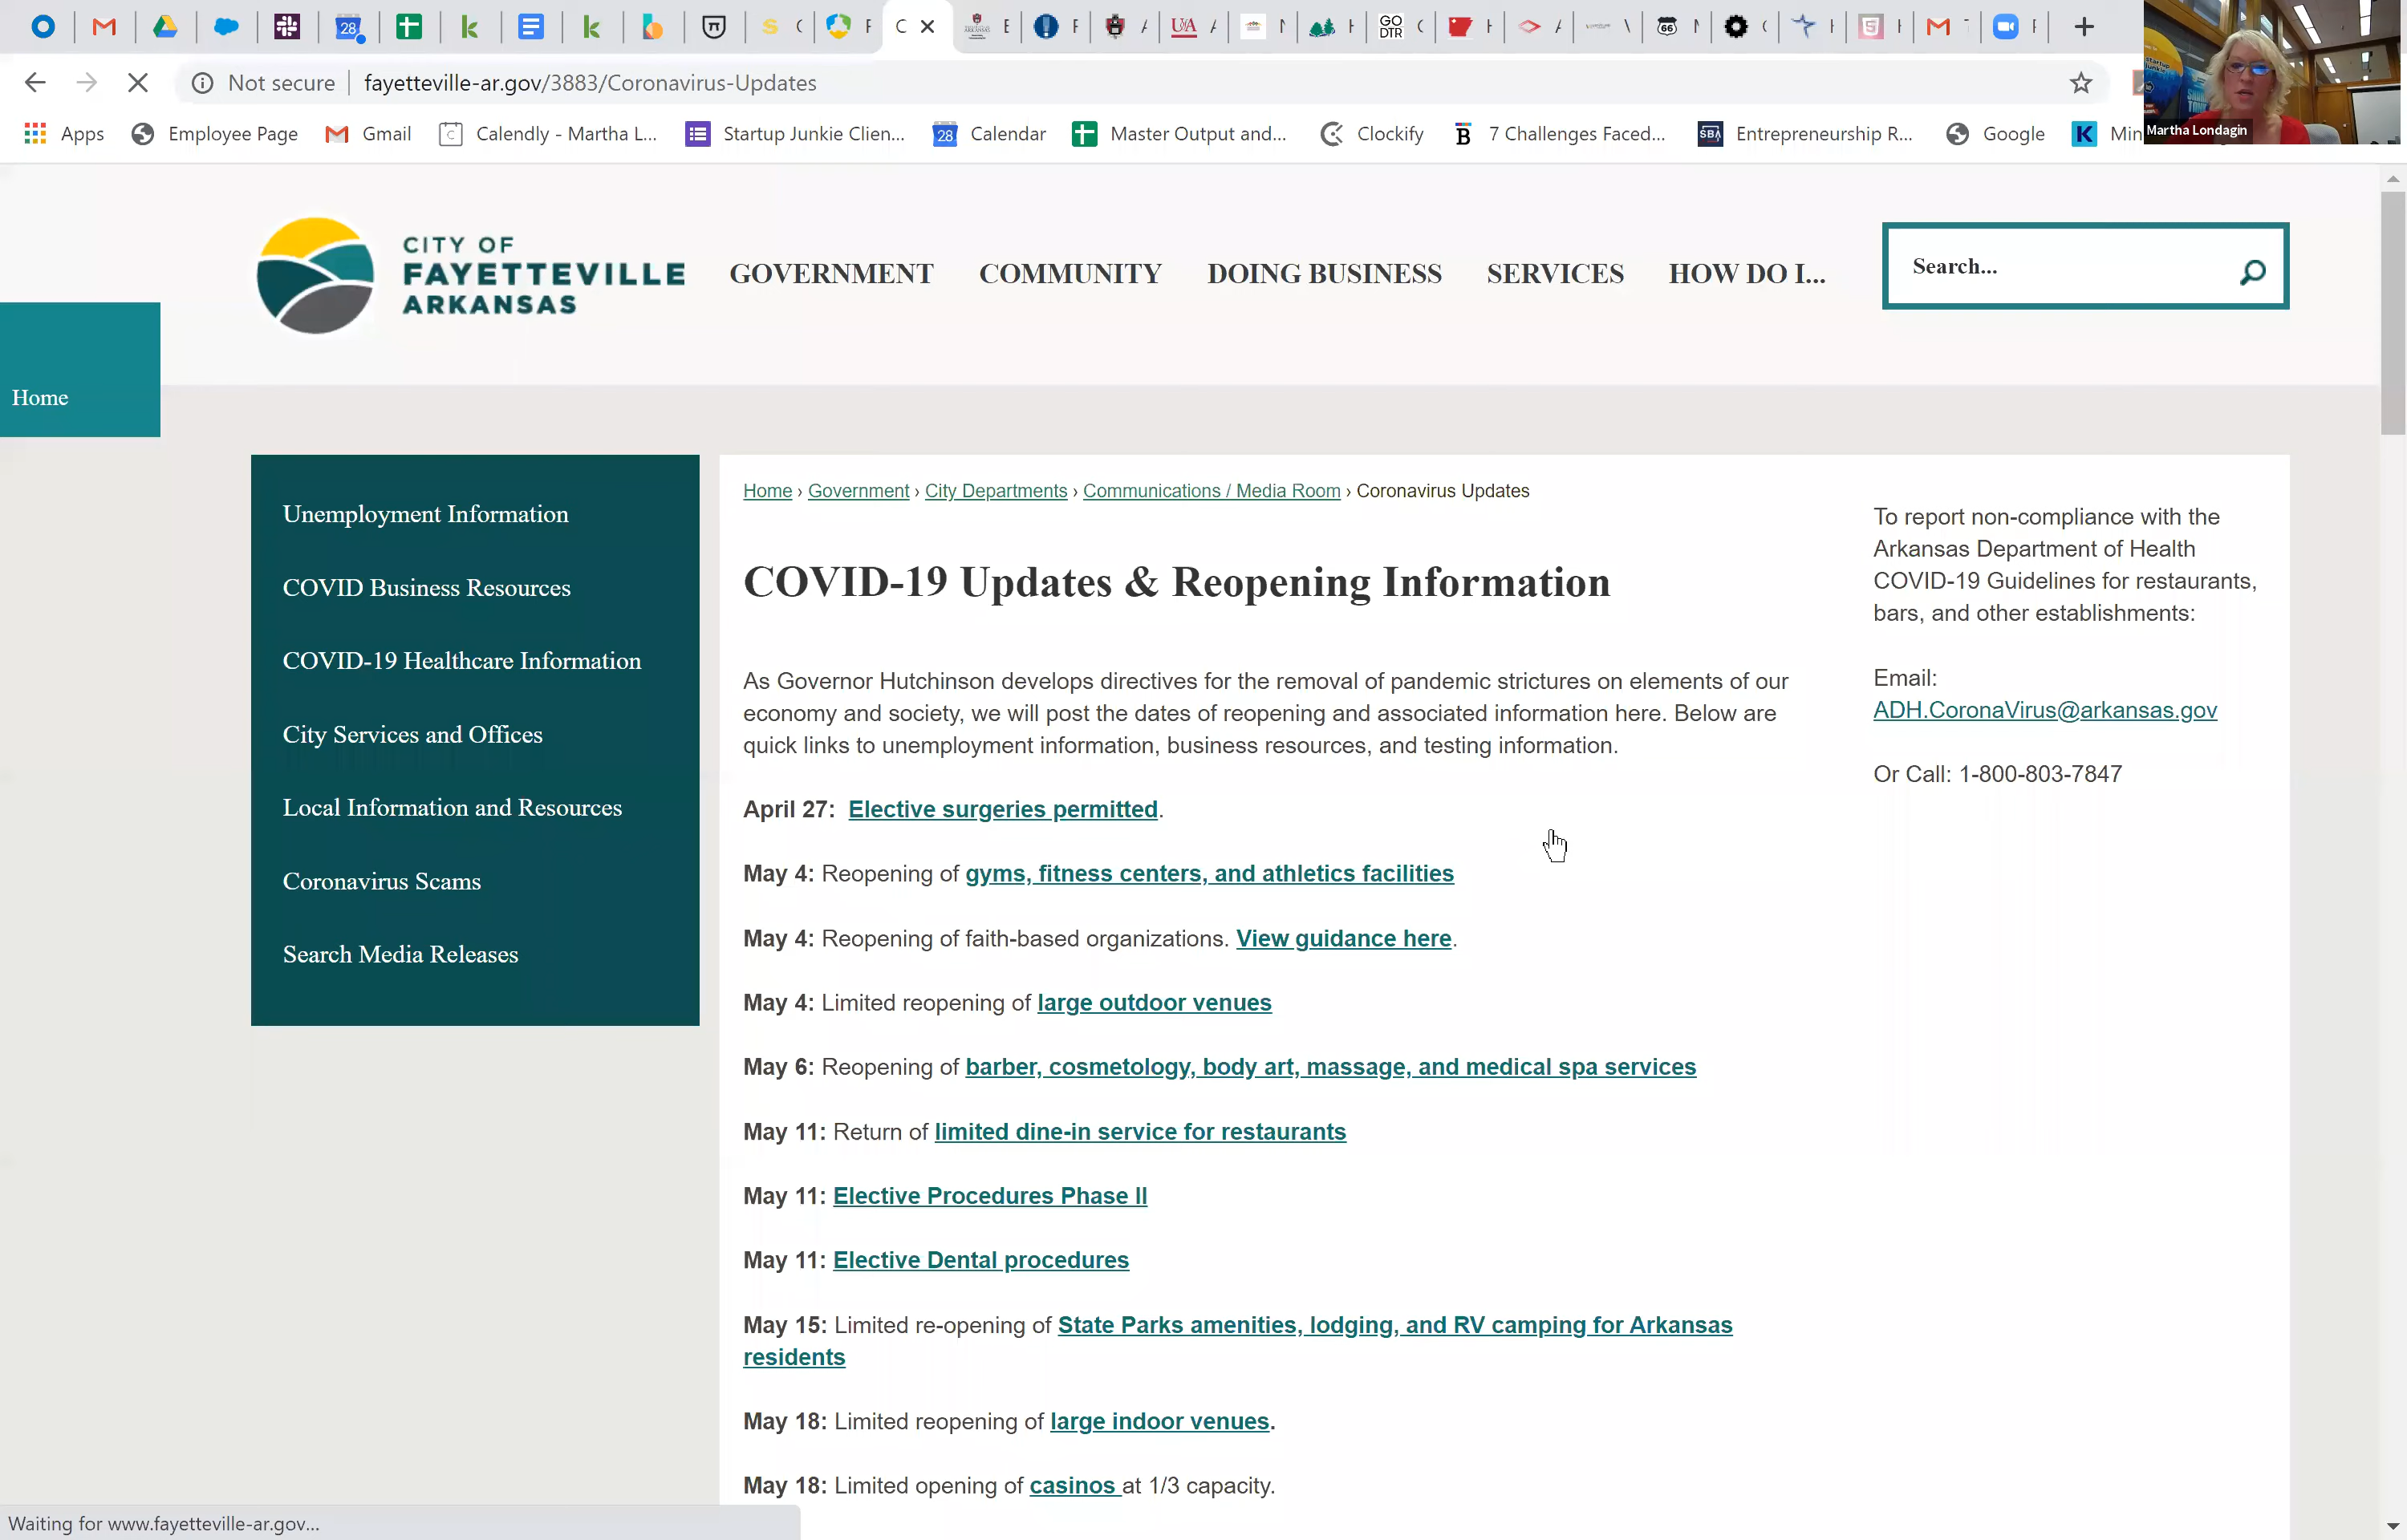 28
GO
DTR
UA
66
Not secure
fayetteville-ar.gov/3883/Coronavirus-Updates
Apps
Employee Page
Gmail
Calendly - Martha L...
Startup Junkie Clien...
28
Calendar
Master Output and...
Clockify
B
7 Challenges Faced...
SBA
Entrepreneurship R...
Google
K
Min
Martha Londagin
CITY OF
FAYETTEVILLE
ARKANSAS
GOVERNMENT
COMMUNITY
DOING BUSINESS
SERVICES
HOW DO I...
Search...
Home
Unemployment Information
COVID Business Resources
COVID-19 Healthcare Information
City Services and Offices
Local Information and Resources
Coronavirus Scams
Search Media Releases
Home › Government › City Departments › Communications / Media Room › Coronavirus Updates
COVID-19 Updates & Reopening Information
As Governor Hutchinson develops directives for the removal of pandemic strictures on elements of our
economy and society, we will post the dates of reopening and associated information here. Below are
quick links to unemployment information, business resources, and testing information.
April 27: Elective surgeries permitted.
May 4: Reopening of gyms, fitness centers, and athletics facilities
May 4: Reopening of faith-based organizations. View guidance here.
May 4: Limited reopening of large outdoor venues
May 6: Reopening of barber, cosmetology, body art, massage, and medical spa services
May 11: Return of limited dine-in service for restaurants
May 11: Elective Procedures Phase II
May 11: Elective Dental procedures
May 15: Limited re-opening of State Parks amenities, lodging, and RV camping for Arkansas
residents
May 18: Limited reopening of large indoor venues.
May 18: Limited opening of casinos at 1/3 capacity.
To report non-compliance with the
Arkansas Department of Health
COVID-19 Guidelines for restaurants,
bars, and other establishments:
Email:
ADH.CoronaVirus@arkansas.gov
Or Call: 1-800-803-7847
Waiting for www.fayetteville-ar.gov...